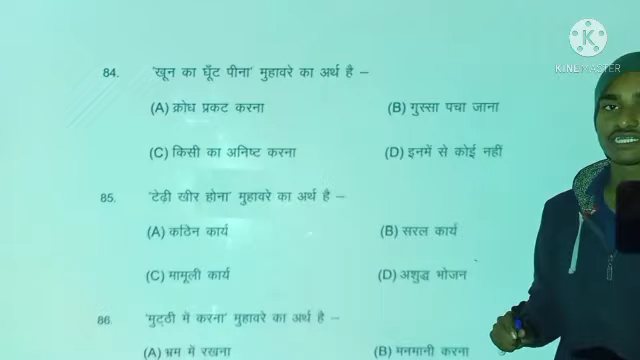 KINEMASTER
84. 'खून का घूँट पीना' मुहावरे का अर्थ है –
(A) क्रोध प्रकट करना (B) गुस्सा पचा जाना
(C) किसी का अनिष्ट करना (D) इनमें से कोई नहीं
85. 'टेढ़ी खीर होना' मुहावरे का अर्थ है –
(A) कठिन कार्य (B) सरल कार्य
(C) मामूली कार्य (D) अशुद्ध भोजन
86. 'मुट्ठी में करना' मुहावरे का अर्थ है –
(A) भ्रम में रखना (B) मनमानी करना